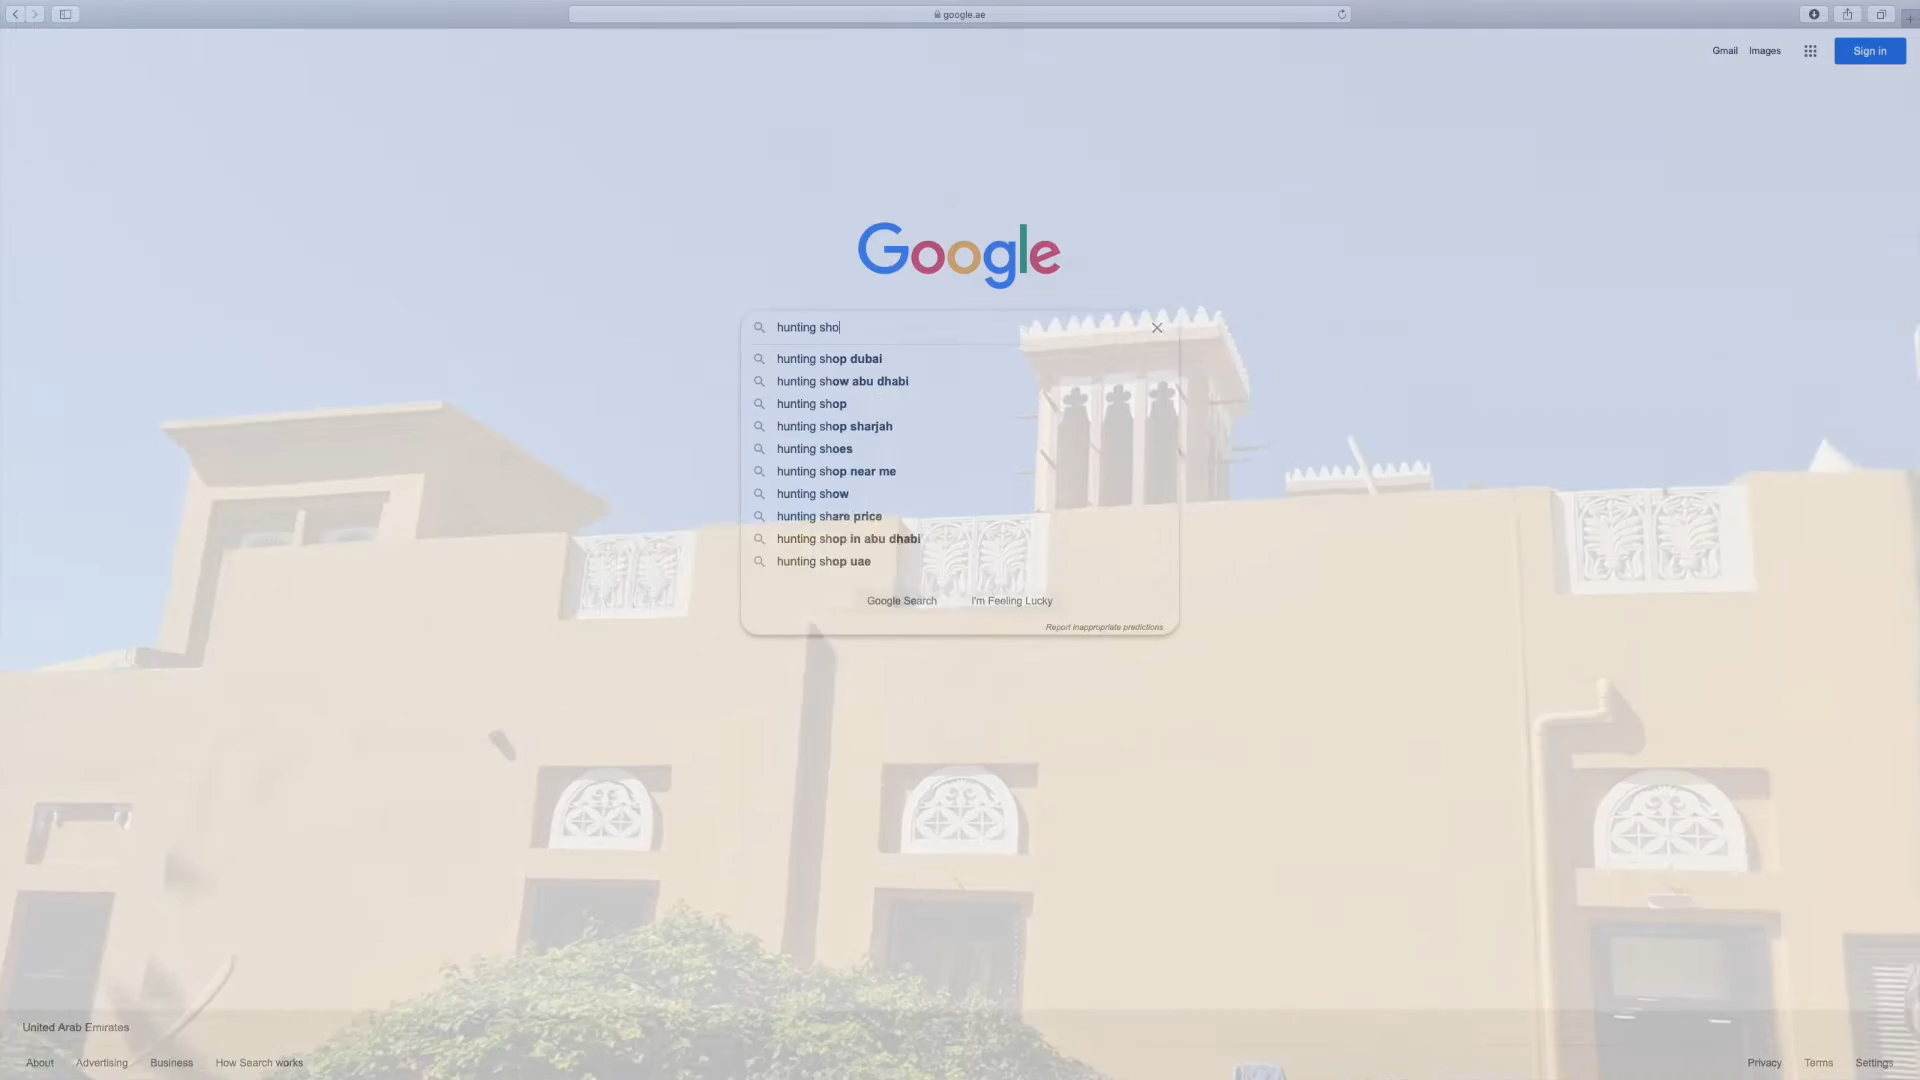 google.ae
Gmail Images Sign in
Google
hunting sho
hunting shop dubai
hunting show abu dhabi
hunting shop
hunting shop sharjah
hunting shoes
hunting shop near me
hunting show
hunting share price
hunting shop in abu dhabi
hunting shop uae
Google Search I'm Feeling Lucky
Report inappropriate predictions
United Arab Emirates
About Advertising Business How Search works Privacy Terms Settings